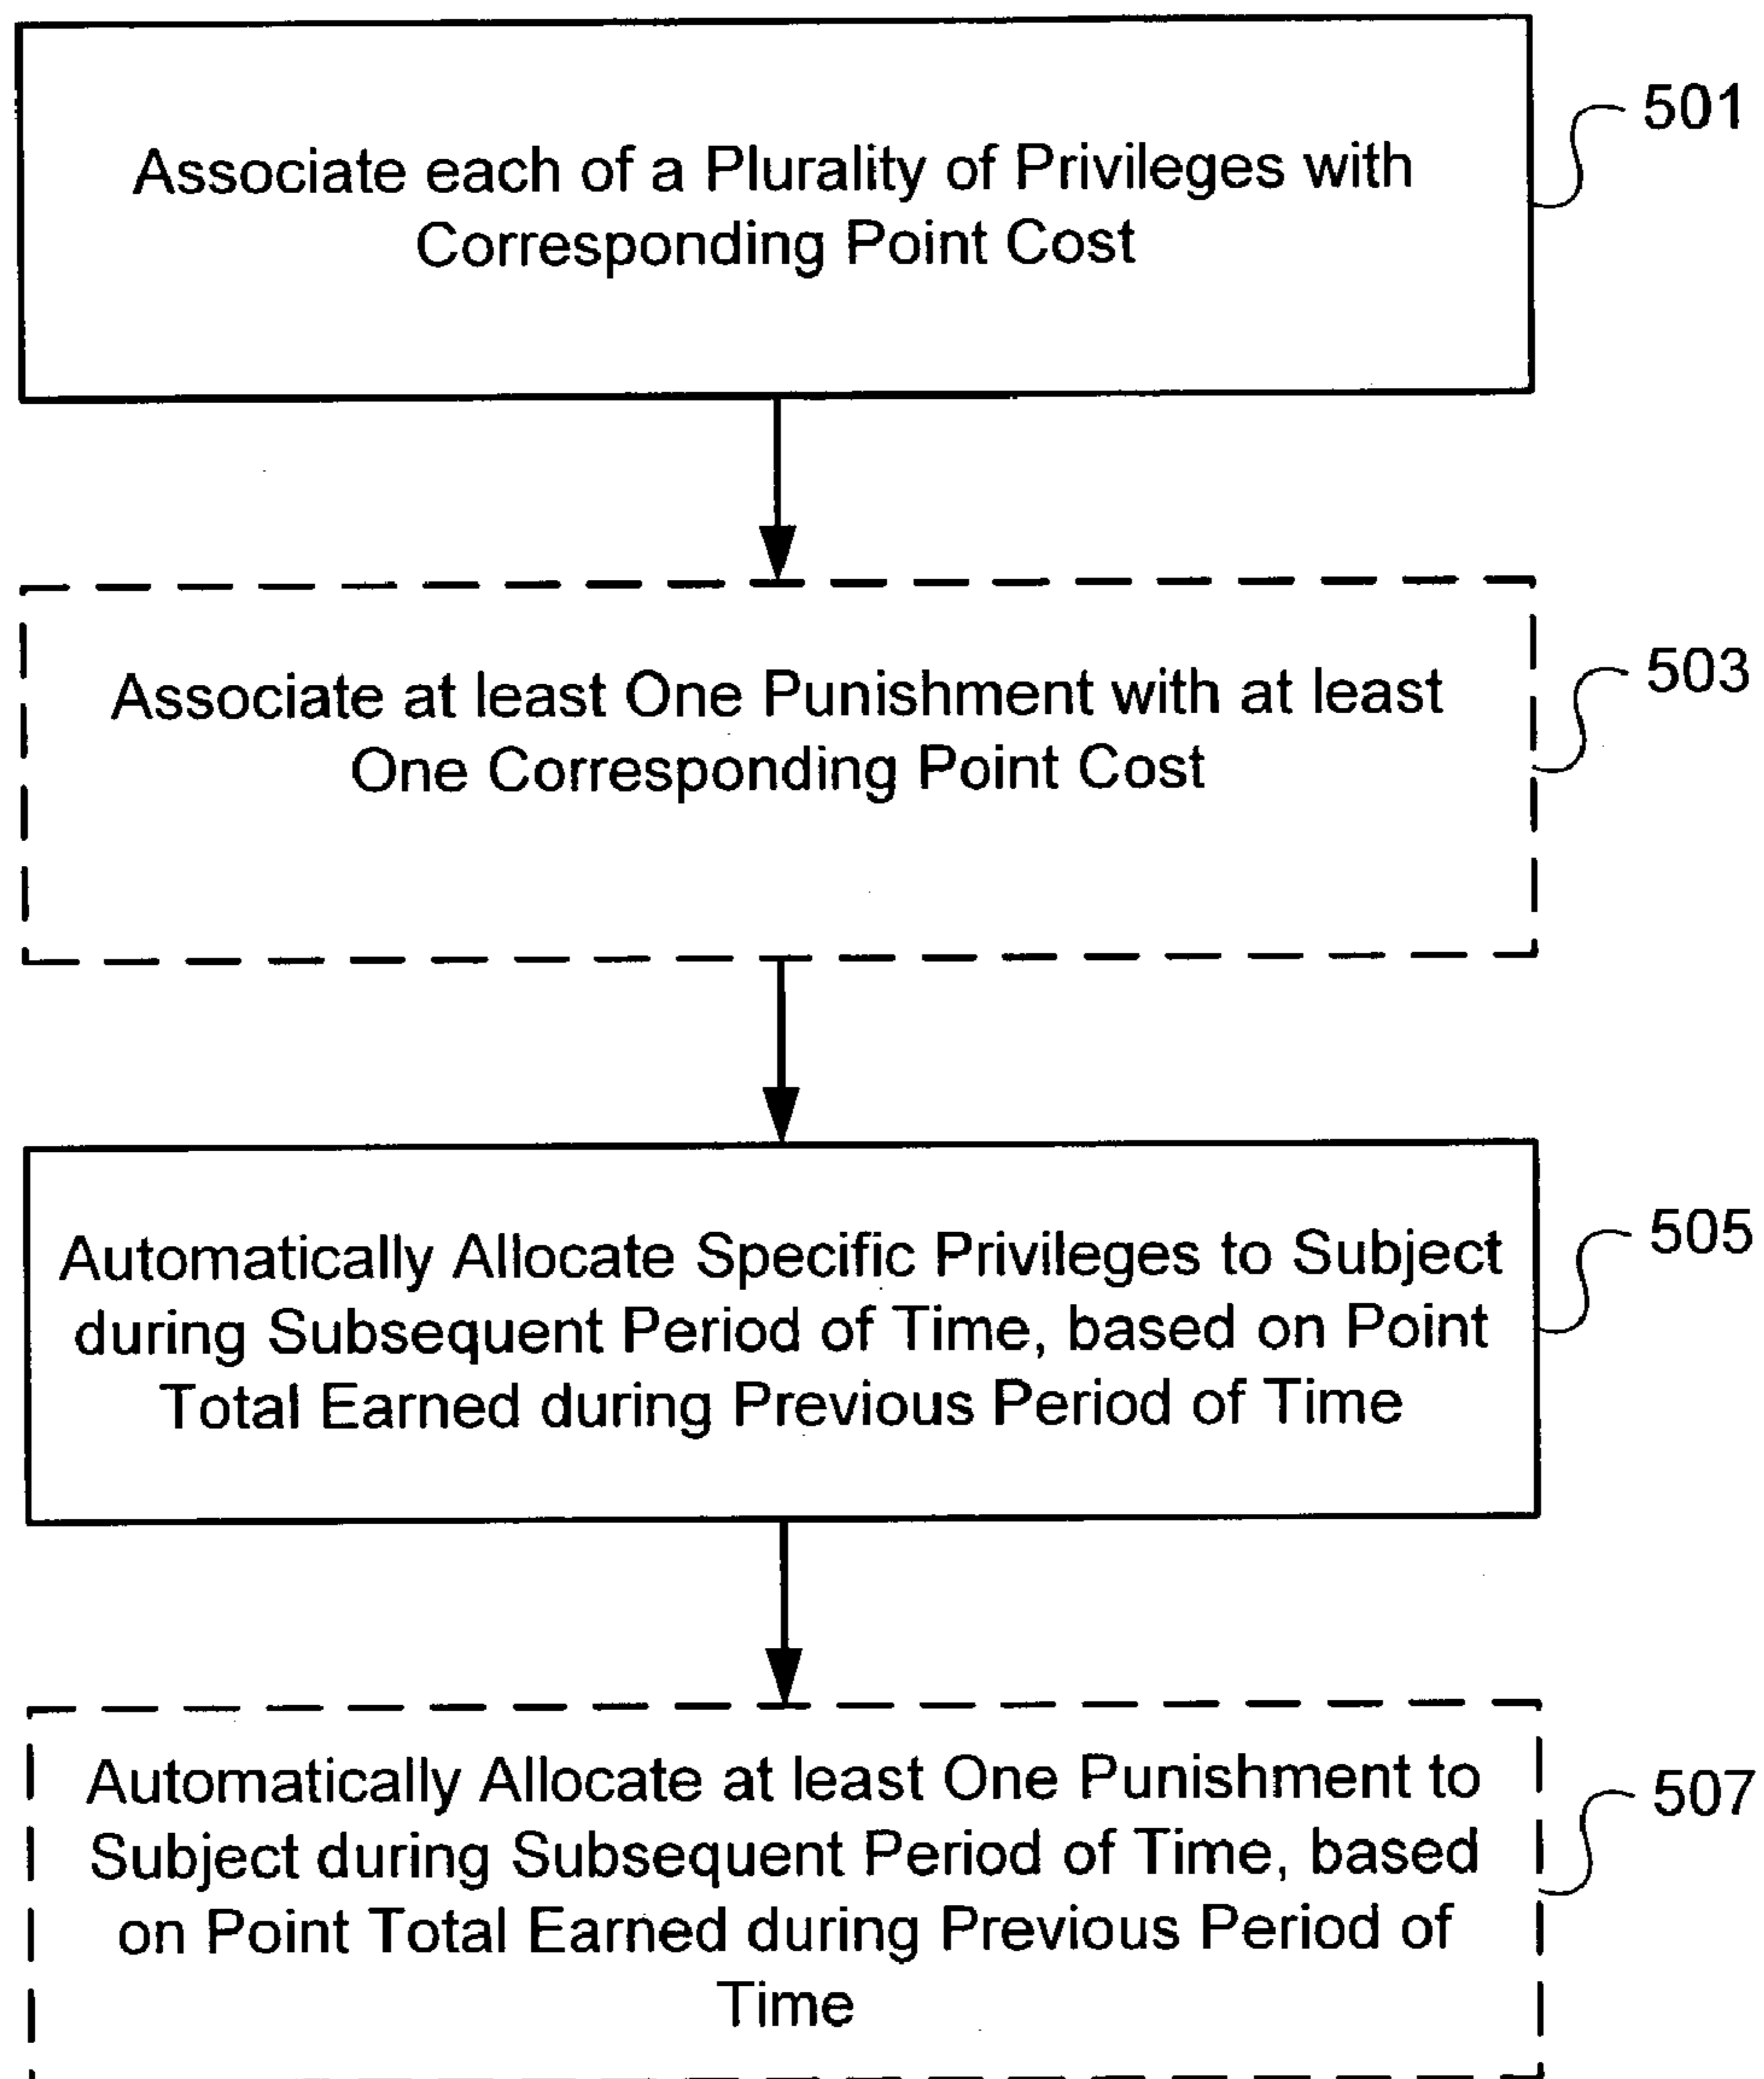 Associate each of a Plurality of Privileges with
Corresponding Point Cost
501
Associate at least One Punishment with at least
One Corresponding Point Cost
503
Automatically Allocate Specific Privileges to Subject
during Subsequent Period of Time, based on Point
Total Earned during Previous Period of Time
505
Automatically Allocate at least One Punishment to
Subject during Subsequent Period of Time, based
on Point Total Earned during Previous Period of
Time
507